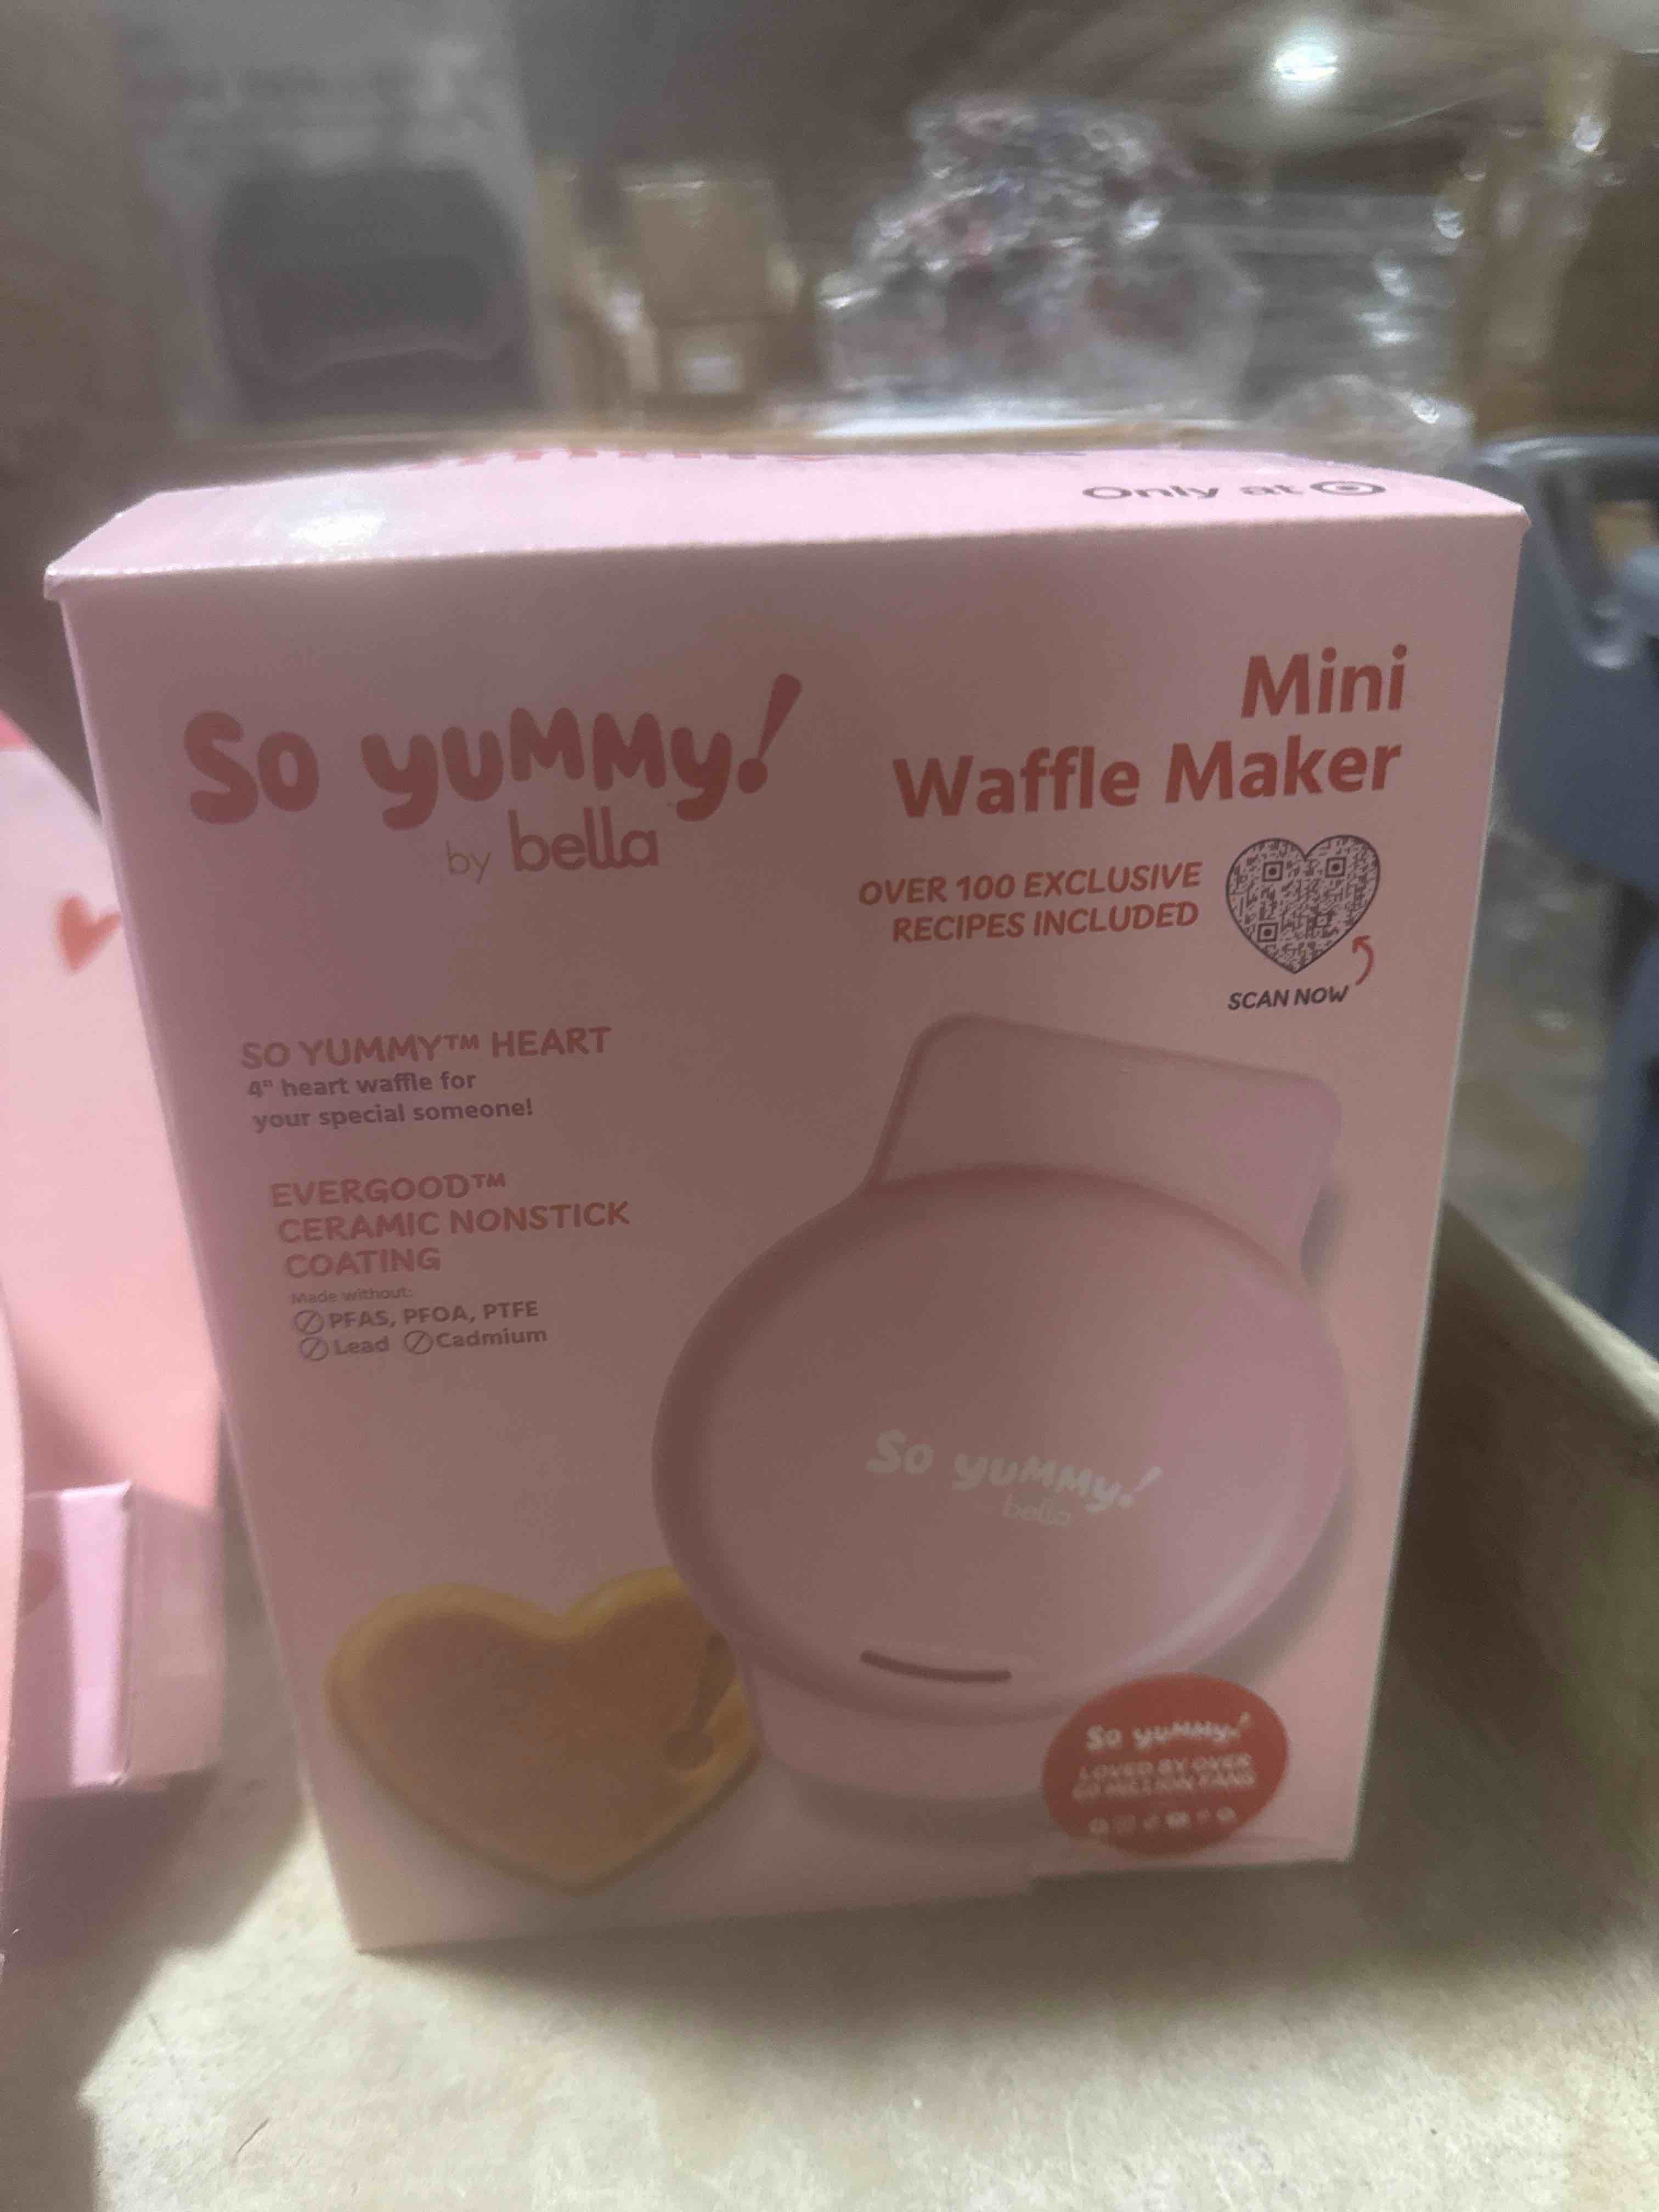 Only at
So yuMMy!
by bella
Mini
Waffle Maker
OVER 100 EXCLUSIVE
RECIPES INCLUDED
SCAN NOW
SO YUMMY™ HEART
4" heart waffle for
your special someone!
EVERGOOD™
CERAMIC NONSTICK
COATING
Made without:
PFAS, PFOA, PTFE
Lead Cadmium
So yuMMy!
bella
So yuMMy!
LOVED BY OVER
MILLION FANS